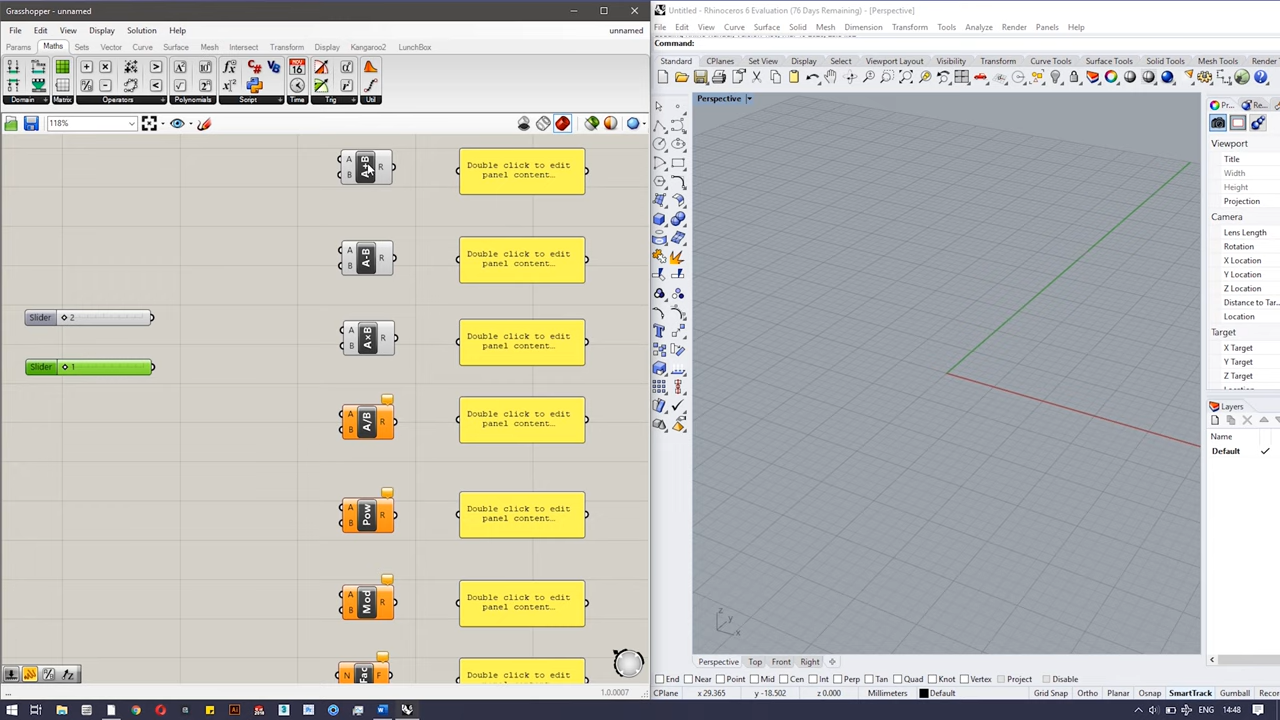 Grasshopper - unnamed
File Edit View Display Solution Help unnamed
Params Maths Sets Vector Curve Surface Mesh Intersect Transform Display Kangaroo2 LunchBox
Domain Matrix Operators Polynomials Script Time Trig Util
118%
A B A+B R
Double click to edit panel content…
A B A-B R
Double click to edit panel content…
Slider 2
A B A×B R
Double click to edit panel content…
Slider 1
A B A/B R
Double click to edit panel content…
A B Pow R
Double click to edit panel content…
A B Mod R
Double click to edit panel content…
N Fac F
Double click to edit
...
1.0.0007
Untitled - Rhinoceros 6 Evaluation (76 Days Remaining) - [Perspective]
File Edit View Curve Surface Solid Mesh Dimension Transform Tools Analyze Render Panels Help
Command:
Standard CPlanes Set View Display Select Viewport Layout Visibility Transform Curve Tools Surface Tools Solid Tools Mesh Tools Render
Perspective
z
y
x
Perspective Top Front Right
End Near Point Mid Cen Int Perp Tan Quad Knot Vertex Project Disable
CPlane x 29.365 y -18.502 z 0.000 Millimeters Default Grid Snap Ortho Planar Osnap SmartTrack Gumball Recor
Pr...
Re...
Viewport
Title
Width
Height
Projection
Camera
Lens Length
Rotation
X Location
Y Location
Z Location
Distance to Tar...
Location
Target
X Target
Y Target
Z Target
Layers
Name
Default
ENG 14:48